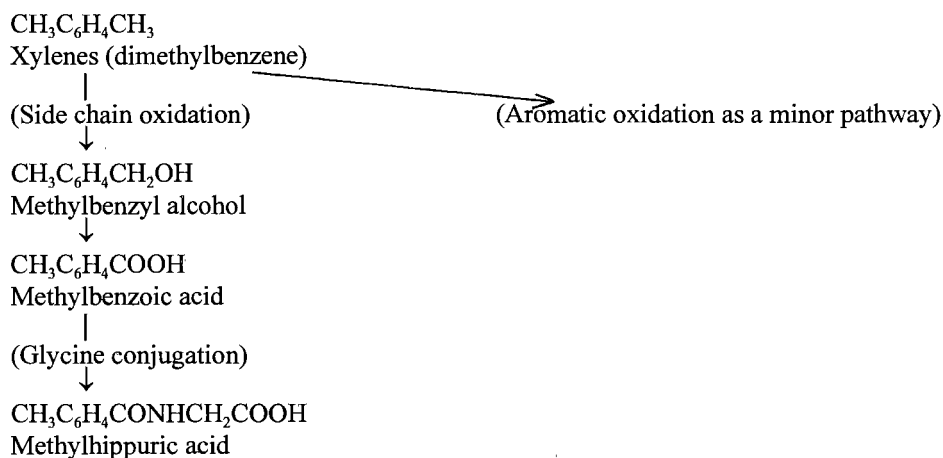 CH₃C₆H₄CH₃
Xylenes (dimethylbenzene)
(Side chain oxidation) (Aromatic oxidation as a minor pathway)
CH₃C₆H₄CH₂OH
Methylbenzyl alcohol
CH₃C₆H₄COOH
Methylbenzoic acid
(Glycine conjugation)
CH₃C₆H₄CONHCH₂COOH
Methylhippuric acid